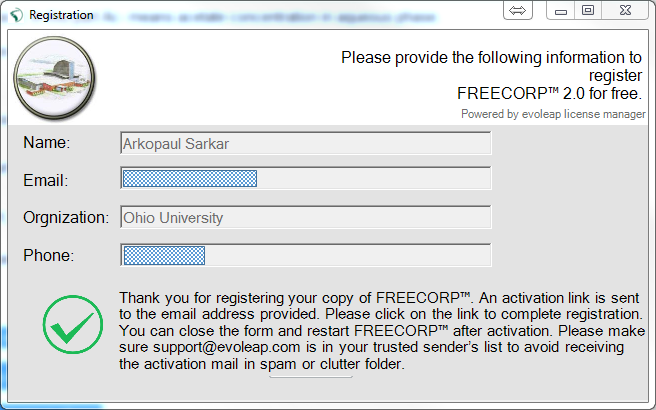 Registration
Please provide the following information to
register
FREECORP™ 2.0 for free.
Powered by evoleap license manager
Name:
Arkopaul Sarkar
Email:
Orgnization:
Ohio University
Phone:
Thank you for registering your copy of FREECORP™. An activation link is sent
to the email address provided. Please click on the link to complete registration.
You can close the form and restart FREECORP™ after activation. Please make
sure support@evoleap.com is in your trusted sender's list to avoid receiving
the activation mail in spam or clutter folder.